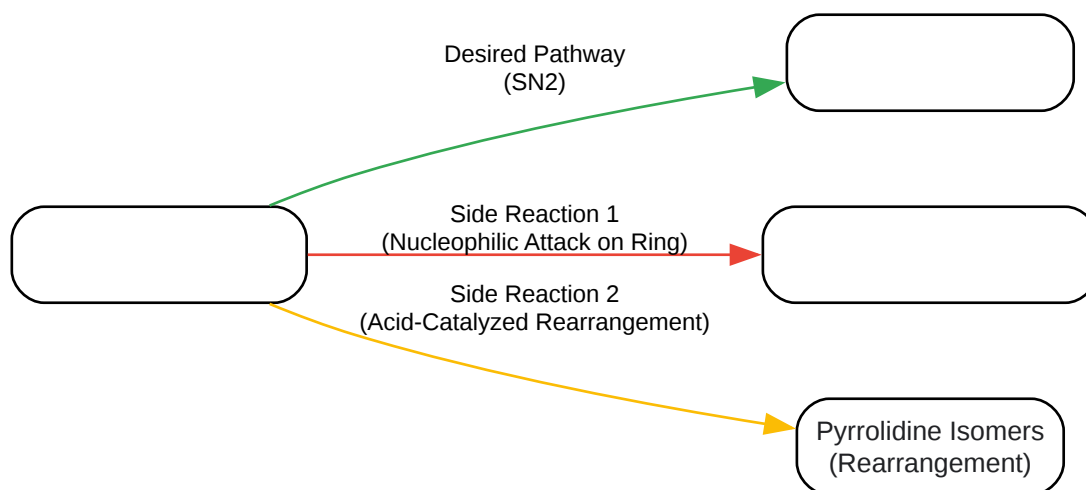 Desired Pathway
(SN2)
Side Reaction 1
(Nucleophilic Attack on Ring)
Side Reaction 2
(Acid-Catalyzed Rearrangement)
Pyrrolidine Isomers
(Rearrangement)